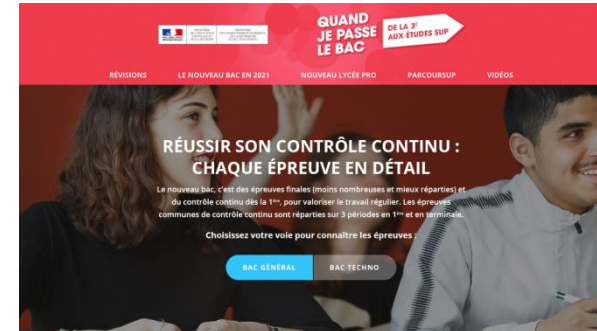 QUAND
JE PASSE
LE BAC
DE LA 3ᵉ
AUX ÉTUDES SUP
RÉVISIONS LE NOUVEAU BAC EN 2021 NOUVEAU LYCÉE PRO PARCOURSUP VIDÉOS
RÉUSSIR SON CONTRÔLE CONTINU :
CHAQUE ÉPREUVE EN DÉTAIL
Le nouveau bac, c'est des épreuves finales (moins nombreuses et mieux réparties) et
du contrôle continu dès la 1ère, pour valoriser le travail régulier. Les épreuves
communes de contrôle continu sont réparties sur 3 périodes en 1ère et en terminale.
Choisissez votre voie pour connaître les épreuves :
BAC GÉNÉRAL BAC TECHNO